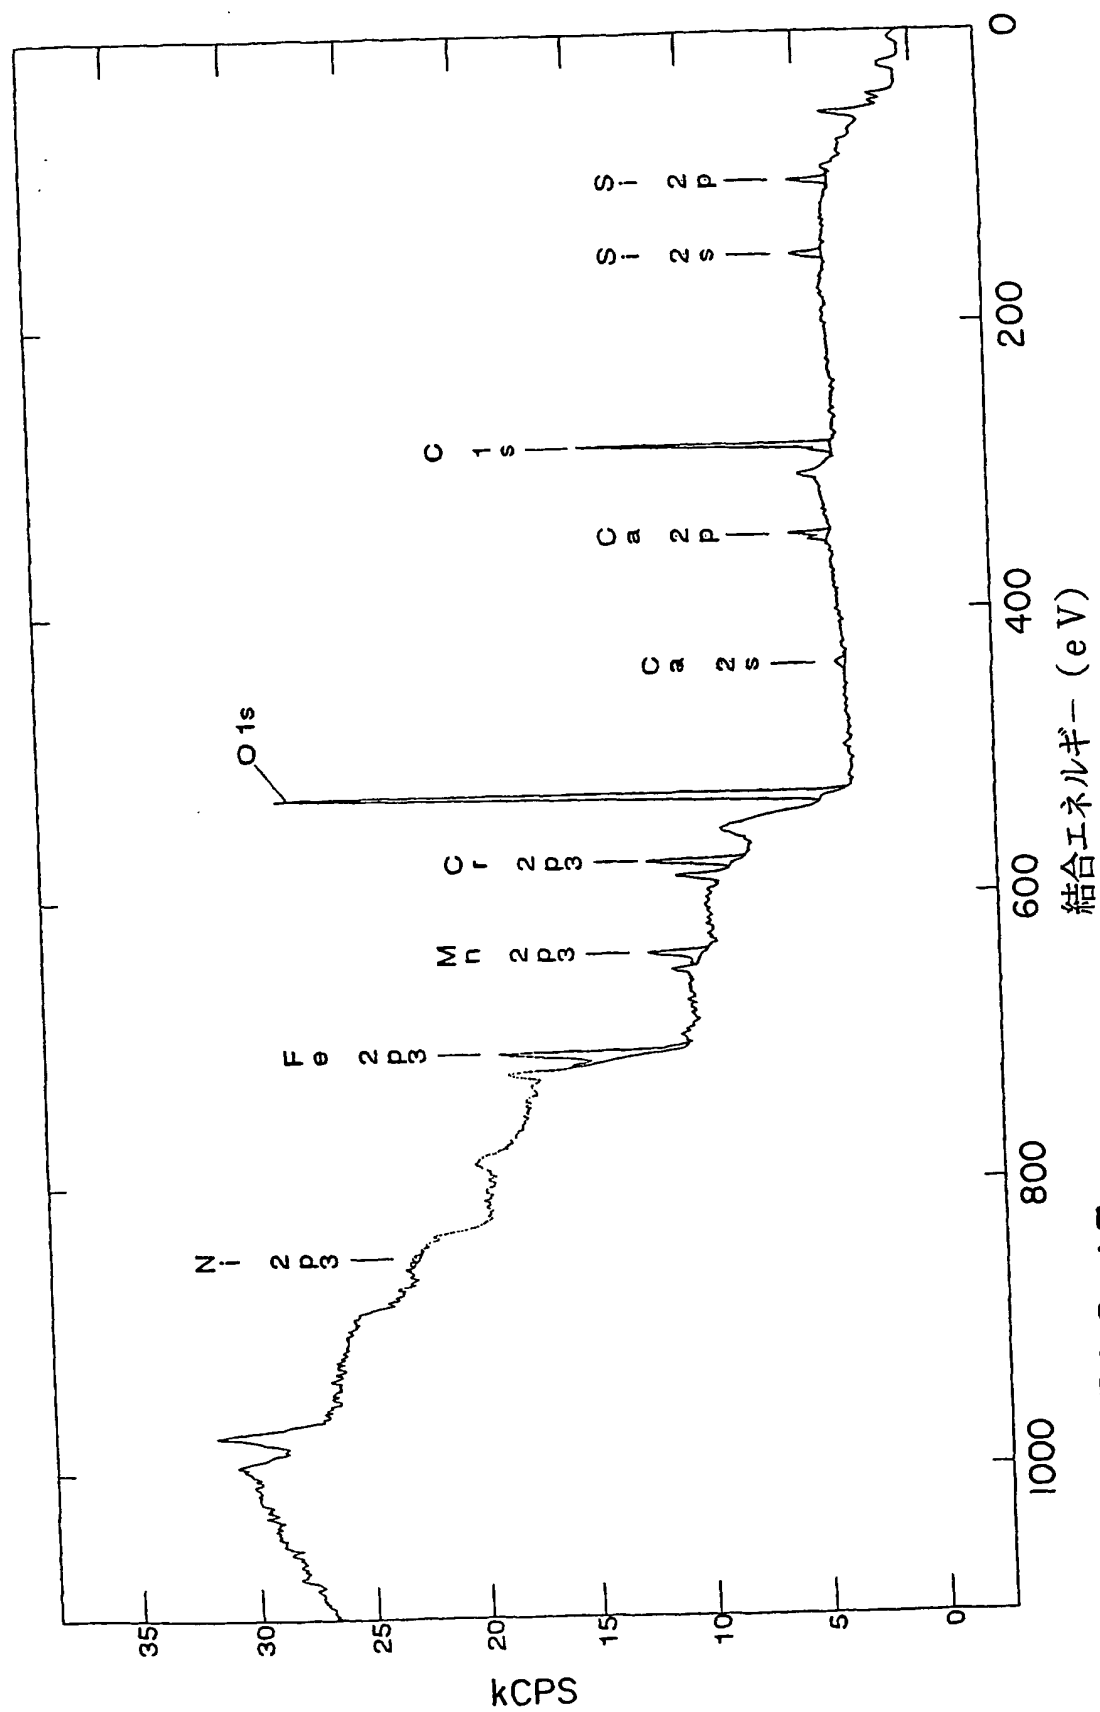 O 1s
Ni 2p3
Fe 2p3
Mn 2p3
Cr 2p3
Ca 2s
Ca 2p
C 1s
Si 2s
Si 2p
kCPS
35
30
25
20
15
10
5
0
1000
800
600
400
200
0
結合エネルギー (eV)